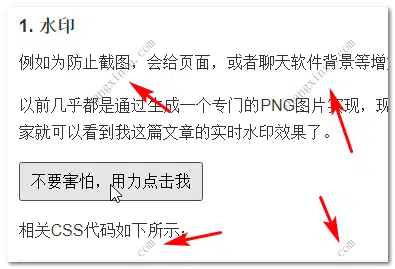 1. 水印
例如为防止截图，会给页面，或者聊天软件背景等增
以前几乎都是通过生成一个专门的PNG图片实现，现
家就可以看到我这篇文章的实时水印效果了。
不要害怕，用力点击我
相关CSS代码如下所示：
com
com